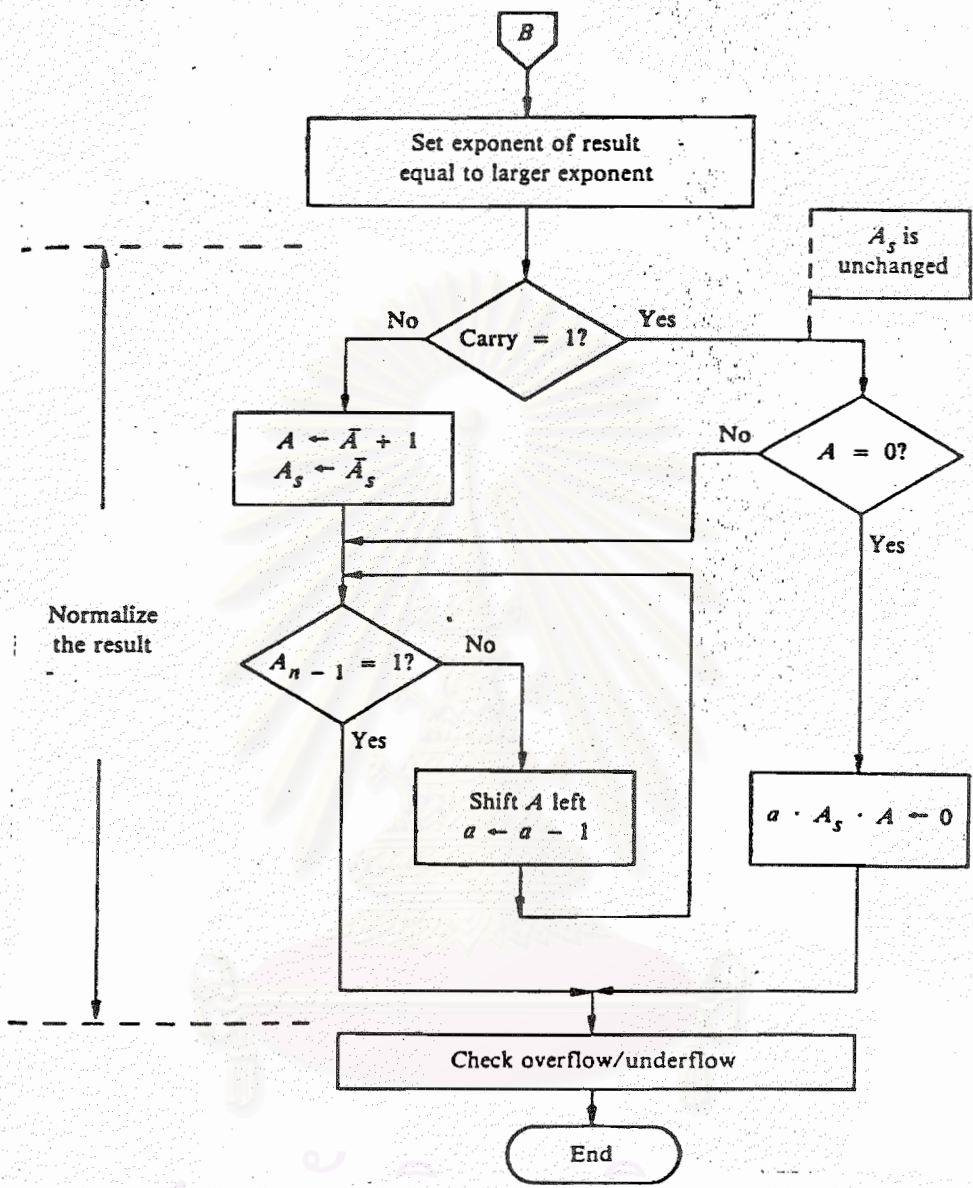 B
Set exponent of result
equal to larger exponent
A_s is
unchanged
No
Carry = 1?
Yes
A ← Ā + 1
A_s ← Ā_s
No
A = 0?
Yes
Normalize
the result
A_{n - 1} = 1?
No
Yes
Shift A left
a ← a - 1
a · A_s · A ← 0
Check overflow/underflow
End